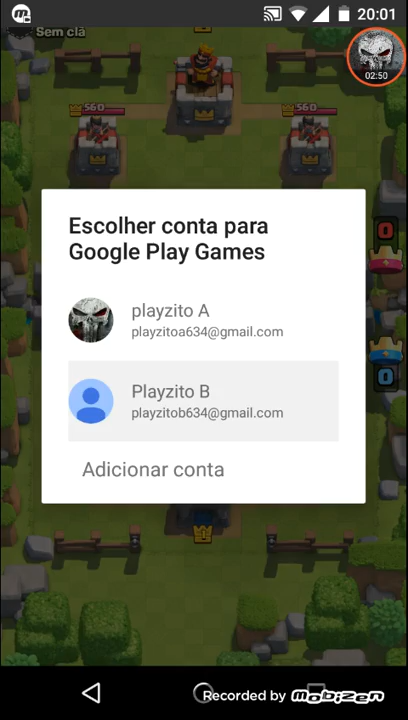 20:01
Sem clã
02:50
560
560
Escolher conta para
Google Play Games
0
playzito A
playzitoa634@gmail.com
0
Playzito B
playzitob634@gmail.com
Adicionar conta
Recorded by mobizen